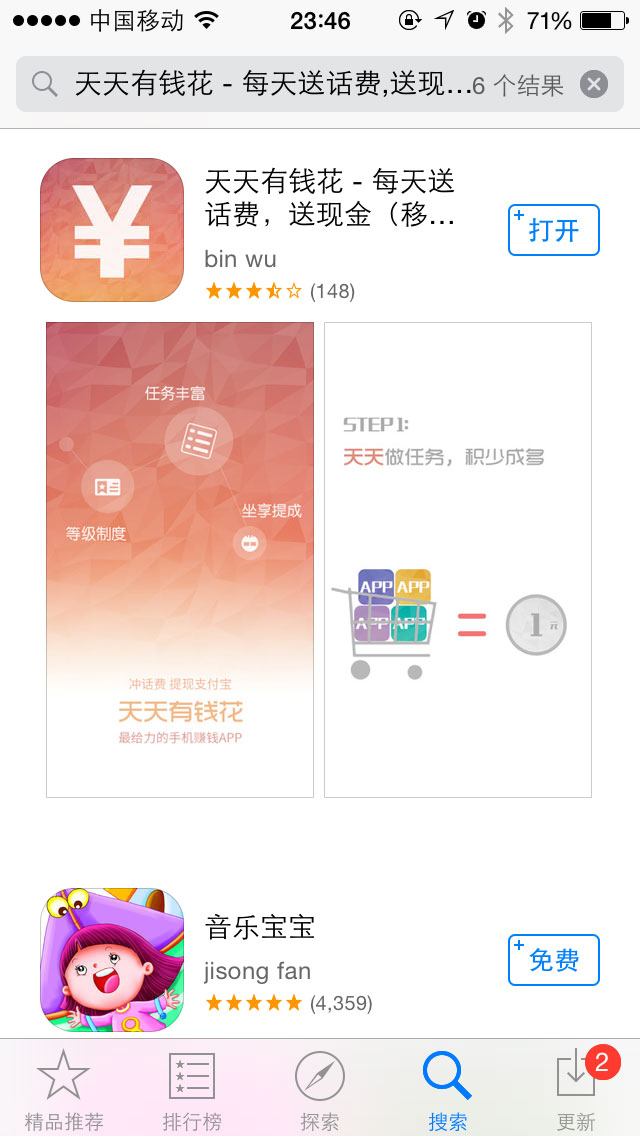 中国移动 23:46 71%
天天有钱花 - 每天送话费,送现... 6 个结果
¥
天天有钱花 - 每天送
话费，送现金（移...
bin wu
(148)
+ 打开
任务丰富
坐享提成
等级制度
冲话费 提现支付宝
天天有钱花
最给力的手机赚钱APP
STEP 1:
天天做任务，积少成多
APP APP
APP APP
= 1元
音乐宝宝
jisong fan
(4,359)
+ 免费
精品推荐 排行榜 探索 搜索 更新
2